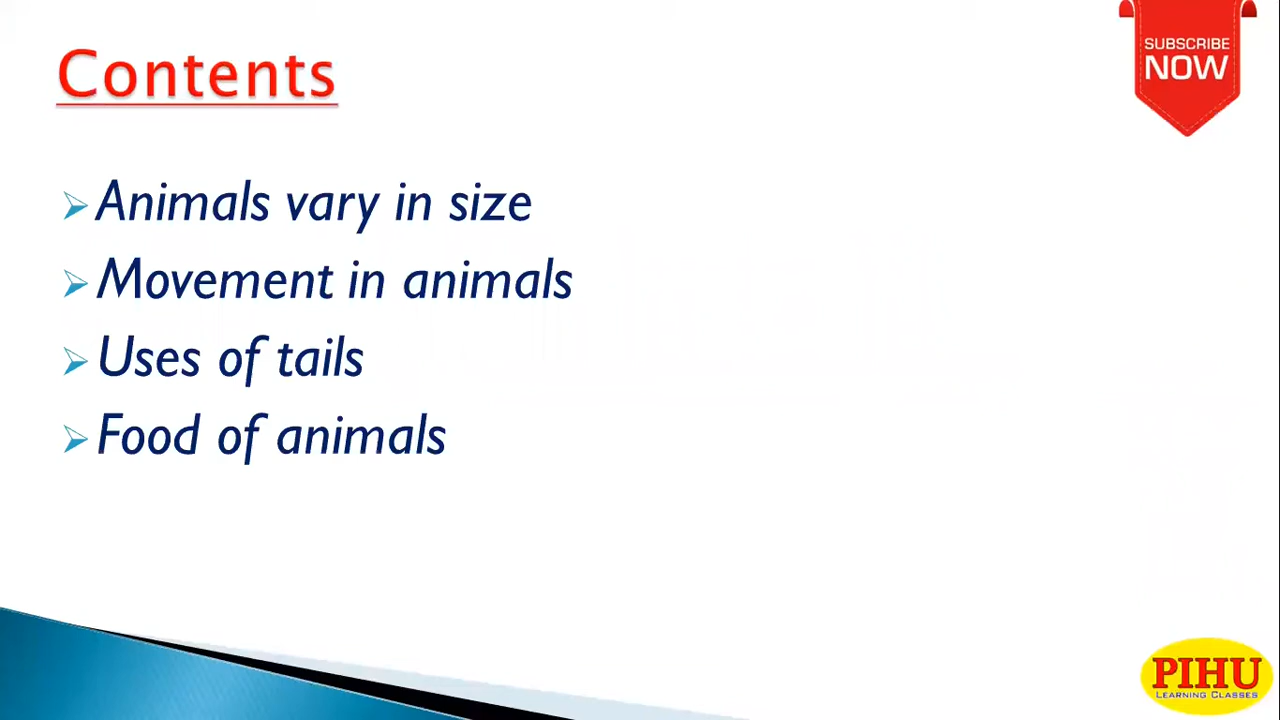 Contents
SUBSCRIBE
NOW
Animals vary in size
Movement in animals
Uses of tails
Food of animals
PIHU
LEARNING CLASSES